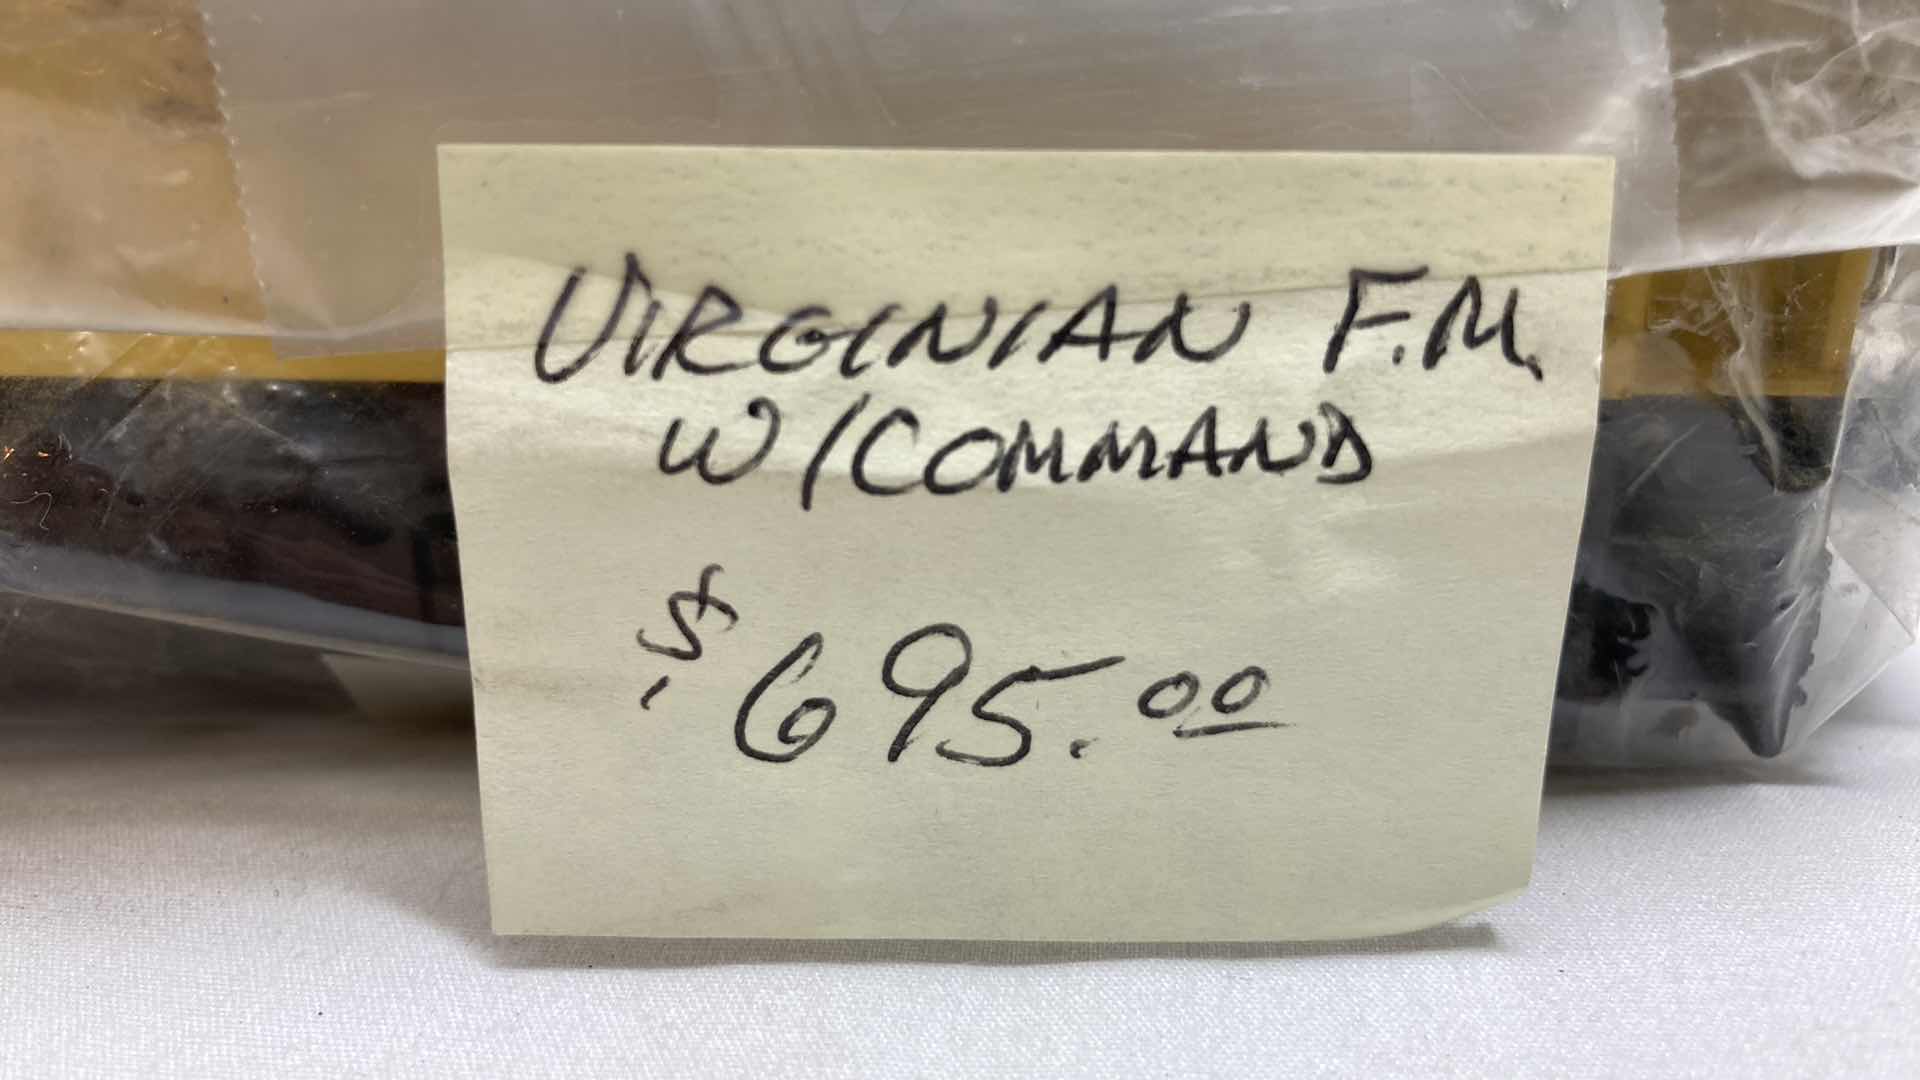 VIRGINIAN F.M.
W/COMMAND
$695.00